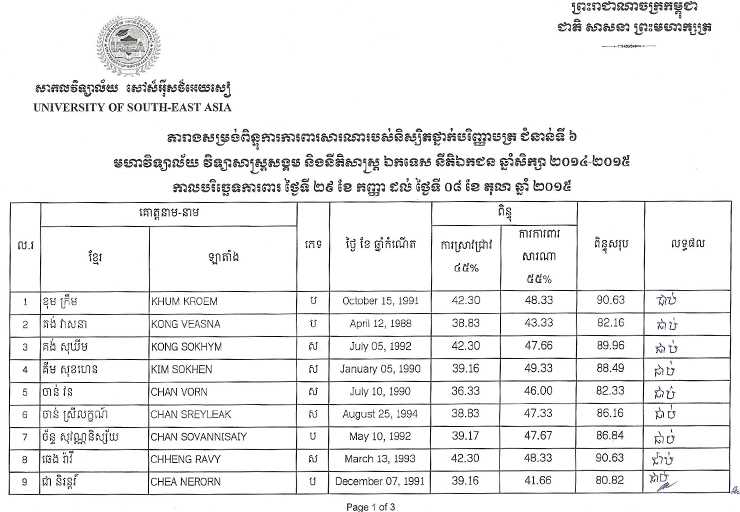 ព្រះរាជាណាចក្រកម្ពុជា
ជាតិ សាសនា ព្រះមហាក្សត្រ
សាកលវិទ្យាល័យ សៅស៍អ៊ីសថ៍អេយសៀ
UNIVERSITY OF SOUTH-EAST ASIA
តារាងសម្រង់ពិន្ទុការការពារសារណារបស់និស្សិតថ្នាក់បរិញ្ញាបត្រ ជំនាន់ទី ៦
មហាវិទ្យាល័យ វិទ្យាសាស្ត្រសង្គម និងនីតិសាស្ត្រ ឯកទេស នីតិឯកជន ឆ្នាំសិក្សា ២០១៤-២០១៥
កាលបរិច្ឆេទការពារ ថ្ងៃទី ២៩ ខែ កញ្ញា ដល់ ថ្ងៃទី ០៨ ខែ តុលា ឆ្នាំ ២០១៥
ល.រ គោត្តនាម-នាម ភេទ ថ្ងៃ ខែ ឆ្នាំកំណើត ពិន្ទុ ពិន្ទុសរុប លទ្ធផល
ខ្មែរ ឡាតាំង ការស្រាវជ្រាវ ៤៥% ការការពារ សារណា ៥៥%
1 ខុម ក្រឹម KHUM KROEM ប October 15, 1991 42.30 48.33 90.63 ជាប់
2 គង់ វាសនា KONG VEASNA ប April 12, 1988 38.83 43.33 82.16 ជាប់
3 គង់ សុឃីម KONG SOKHYM ស July 05, 1992 42.30 47.66 89.96 ជាប់
4 គីម សុខហេន KIM SOKHEN ស January 05, 1990 39.16 49.33 88.49 ជាប់
5 ចាន់ វន CHAN VORN ស July 10, 1990 36.33 46.00 82.33 ជាប់
6 ចាន់ ស្រីលក្ខណ៍ CHAN SREYLEAK ស August 25, 1994 38.83 47.33 86.16 ជាប់
7 ច័ន្ទ សុវណ្ណនិស្ស័យ CHAN SOVANNISAIY ប May 10, 1992 39.17 47.67 86.84 ជាប់
8 ឆេង រ៉ាវី CHHENG RAVY ស March 13, 1993 42.30 48.33 90.63 ជាប់
9 ជា និរន្តរ៍ CHEA NERORN ប December 07, 1991 39.16 41.66 80.82 ជាប់
Page 1 of 3